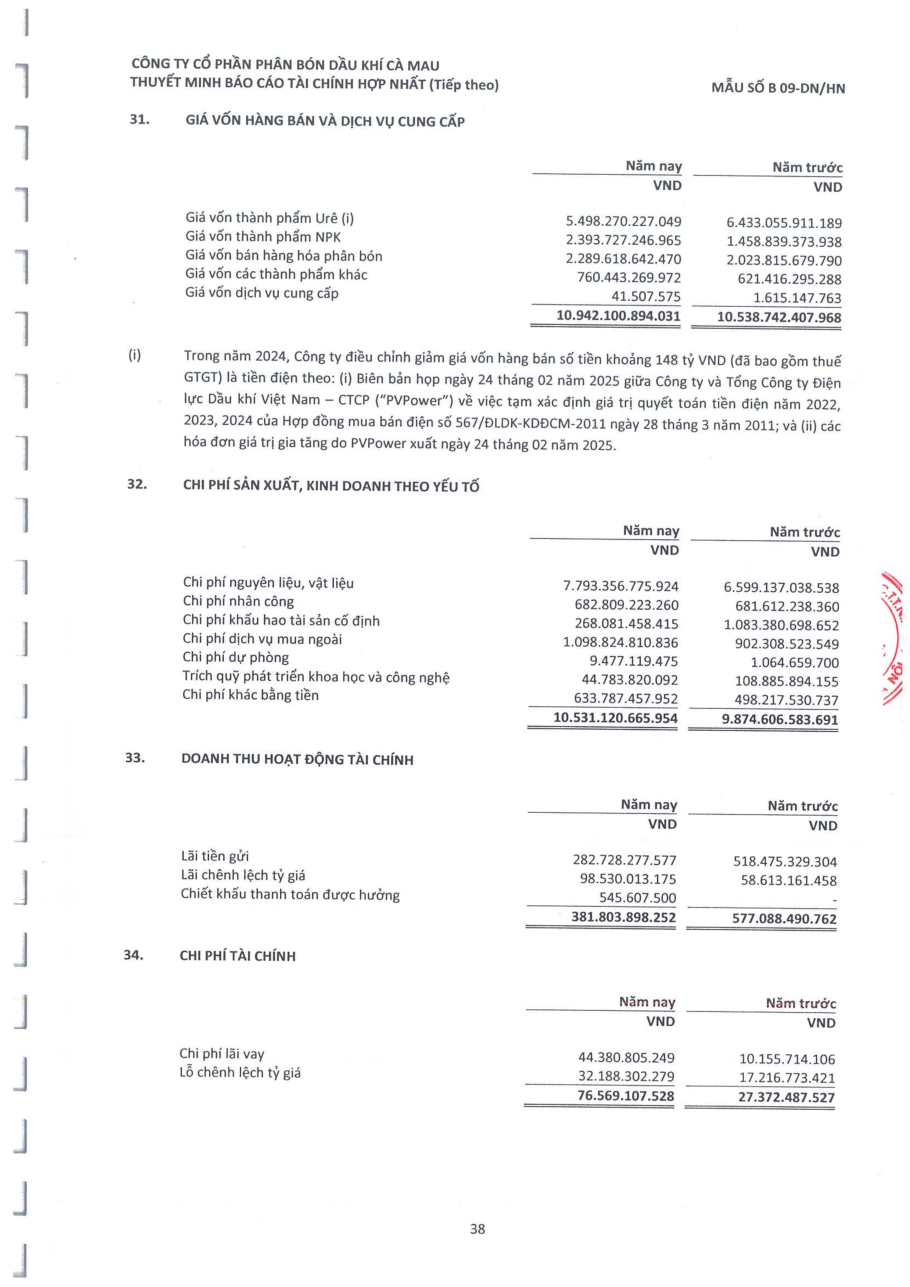 CÔNG TY CỔ PHẦN PHÂN BÓN DẦU KHÍ CÀ MAU
THUYẾT MINH BÁO CÁO TÀI CHÍNH HỢP NHẤT (Tiếp theo) MẪU SỐ B 09-DN/HN
31. GIÁ VỐN HÀNG BÁN VÀ DỊCH VỤ CUNG CẤP
Năm nay Năm trước
VND VND
Giá vốn thành phẩm Urê (i) 5.498.270.227.049 6.433.055.911.189
Giá vốn thành phẩm NPK 2.393.727.246.965 1.458.839.373.938
Giá vốn bán hàng hóa phân bón 2.289.618.642.470 2.023.815.679.790
Giá vốn các thành phẩm khác 760.443.269.972 621.416.295.288
Giá vốn dịch vụ cung cấp 41.507.575 1.615.147.763
10.942.100.894.031 10.538.742.407.968
(i) Trong năm 2024, Công ty điều chỉnh giảm giá vốn hàng bán số tiền khoảng 148 tỷ VND (đã bao gồm thuế
GTGT) là tiền điện theo: (i) Biên bản họp ngày 24 tháng 02 năm 2025 giữa Công ty và Tổng Công ty Điện
lực Dầu khí Việt Nam – CTCP (“PVPower”) về việc tạm xác định giá trị quyết toán tiền điện năm 2022,
2023, 2024 của Hợp đồng mua bán điện số 567/ĐLDK-KDĐCM-2011 ngày 28 tháng 3 năm 2011; và (ii) các
hóa đơn giá trị gia tăng do PVPower xuất ngày 24 tháng 02 năm 2025.
32. CHI PHÍ SẢN XUẤT, KINH DOANH THEO YẾU TỐ
Năm nay Năm trước
VND VND
Chi phí nguyên liệu, vật liệu 7.793.356.775.924 6.599.137.038.538
Chi phí nhân công 682.809.223.260 681.612.238.360
Chi phí khấu hao tài sản cố định 268.081.458.415 1.083.380.698.652
Chi phí dịch vụ mua ngoài 1.098.824.810.836 902.308.523.549
Chi phí dự phòng 9.477.119.475 1.064.659.700
Trích quỹ phát triển khoa học và công nghệ 44.783.820.092 108.885.894.155
Chi phí khác bằng tiền 633.787.457.952 498.217.530.737
10.531.120.665.954 9.874.606.583.691
33. DOANH THU HOẠT ĐỘNG TÀI CHÍNH
Năm nay Năm trước
VND VND
Lãi tiền gửi 282.728.277.577 518.475.329.304
Lãi chênh lệch tỷ giá 98.530.013.175 58.613.161.458
Chiết khấu thanh toán được hưởng 545.607.500 -
381.803.898.252 577.088.490.762
34. CHI PHÍ TÀI CHÍNH
Năm nay Năm trước
VND VND
Chi phí lãi vay 44.380.805.249 10.155.714.106
Lỗ chênh lệch tỷ giá 32.188.302.279 17.216.773.421
76.569.107.528 27.372.487.527
38